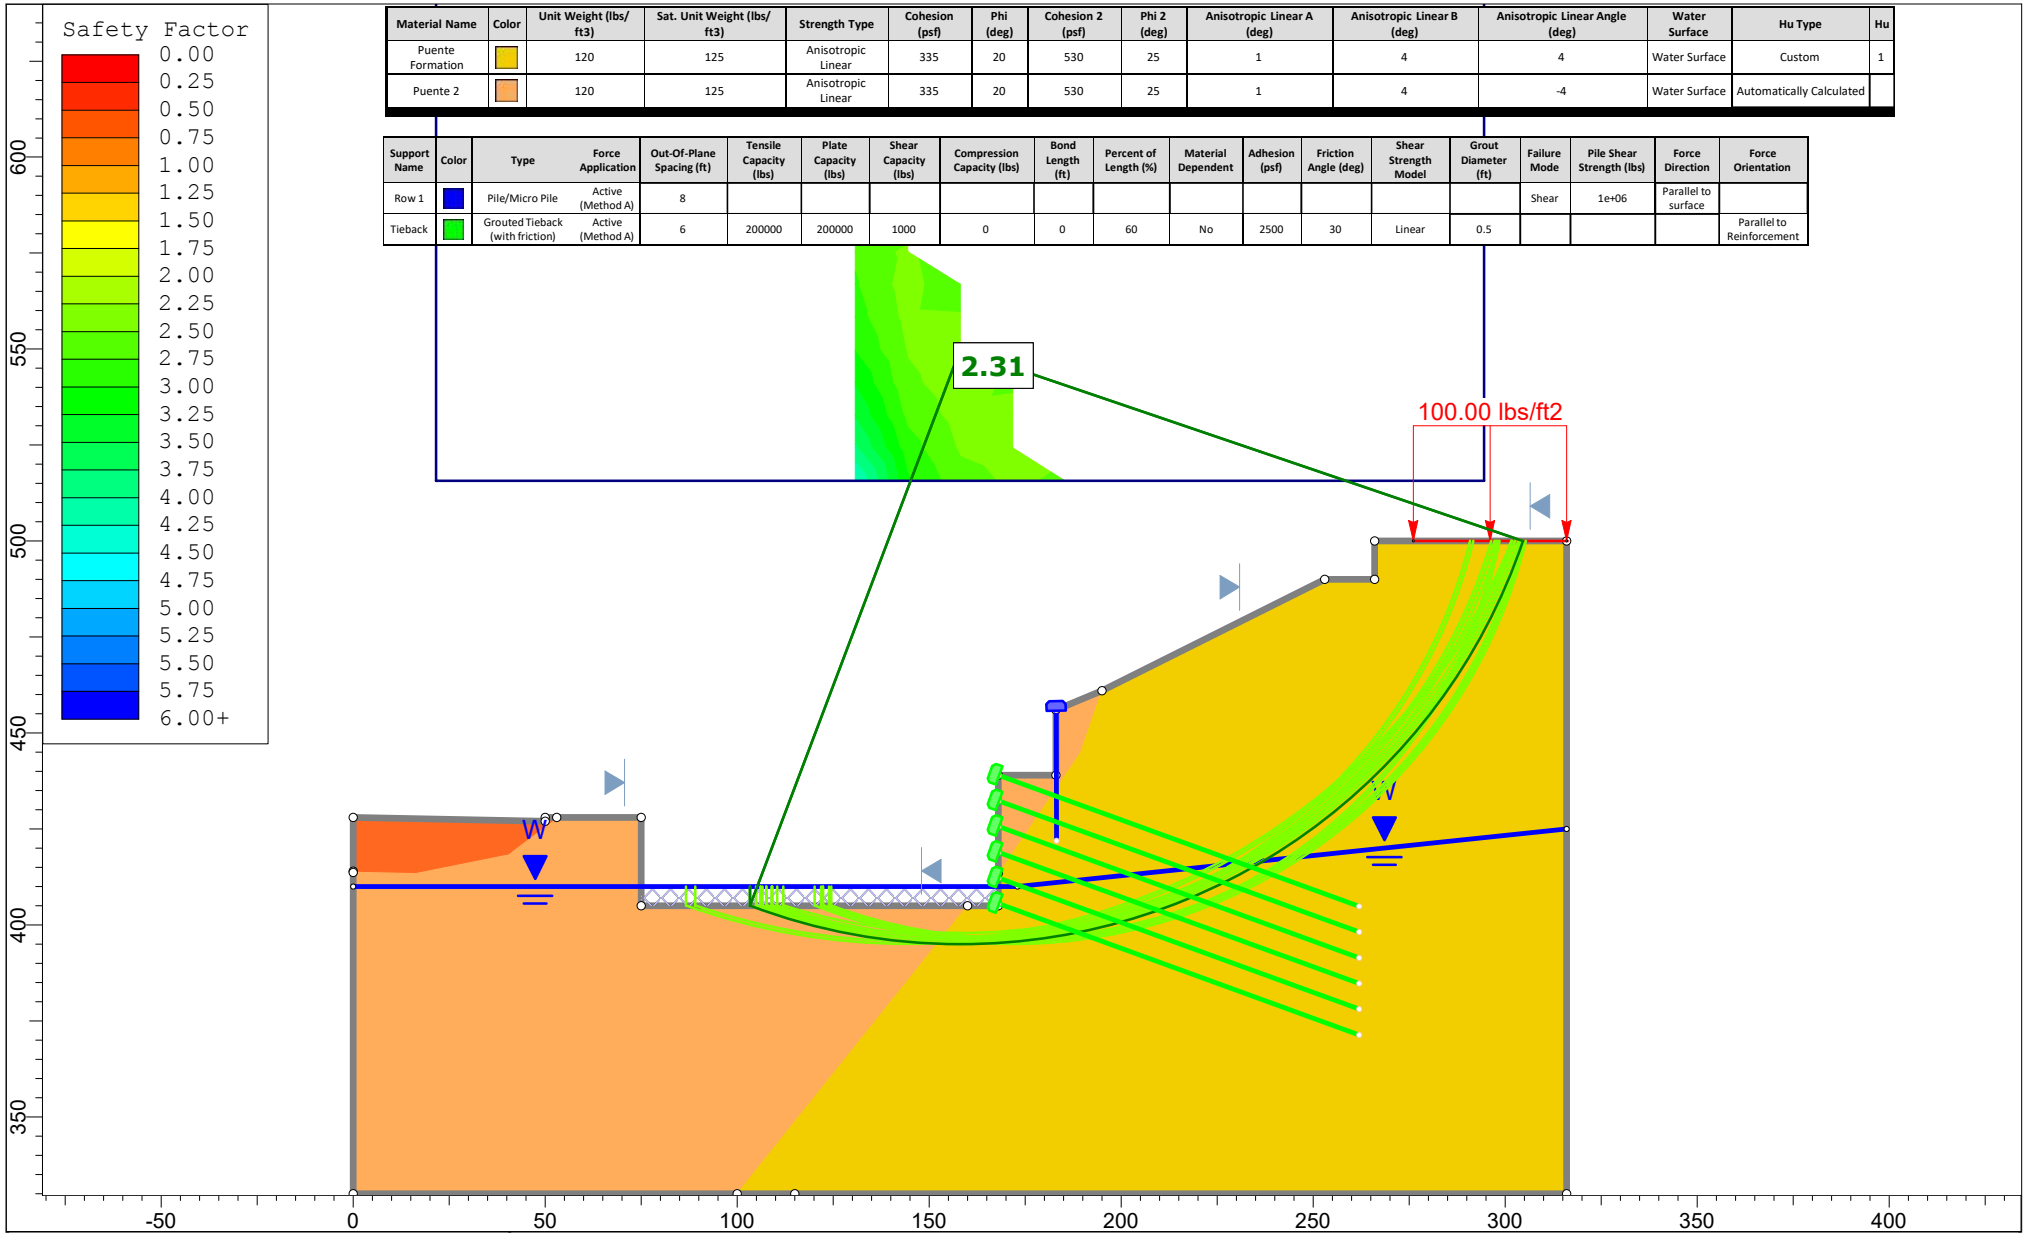 Safety Factor
0.00
0.25
0.50
0.75
1.00
1.25
1.50
1.75
2.00
2.25
2.50
2.75
3.00
3.25
3.50
3.75
4.00
4.25
4.50
4.75
5.00
5.25
5.50
5.75
6.00+
Material Name Color Unit Weight (lbs/ft3) Sat. Unit Weight (lbs/ft3) Strength Type Cohesion (psf) Phi (deg) Cohesion 2 (psf) Phi 2 (deg) Anisotropic Linear A (deg) Anisotropic Linear B (deg) Anisotropic Linear Angle (deg) Water Surface Hu Type Hu
Puente Formation 120 125 Anisotropic Linear 335 20 530 25 1 4 4 Water Surface Custom 1
Puente 2 120 125 Anisotropic Linear 335 20 530 25 1 4 -4 Water Surface Automatically Calculated
Support Name Color Type Force Application Out-Of-Plane Spacing (ft) Tensile Capacity (lbs) Plate Capacity (lbs) Shear Capacity (lbs) Compression Capacity (lbs) Bond Length (ft) Percent of Length (%) Material Dependent Adhesion (psf) Friction Angle (deg) Shear Strength Model Grout Diameter (ft) Failure Mode Pile Shear Strength (lbs) Force Direction Force Orientation
Row 1 Pile/Micro Pile Active (Method A) 8 Shear 1e+06 Parallel to surface
Tieback Grouted Tieback (with friction) Active (Method A) 6 200000 200000 1000 0 0 60 No 2500 30 Linear 0.5 Parallel to Reinforcement
2.31
100.00 lbs/ft2
W
W
600
550
500
450
400
350
-50 0 50 100 150 200 250 300 350 400